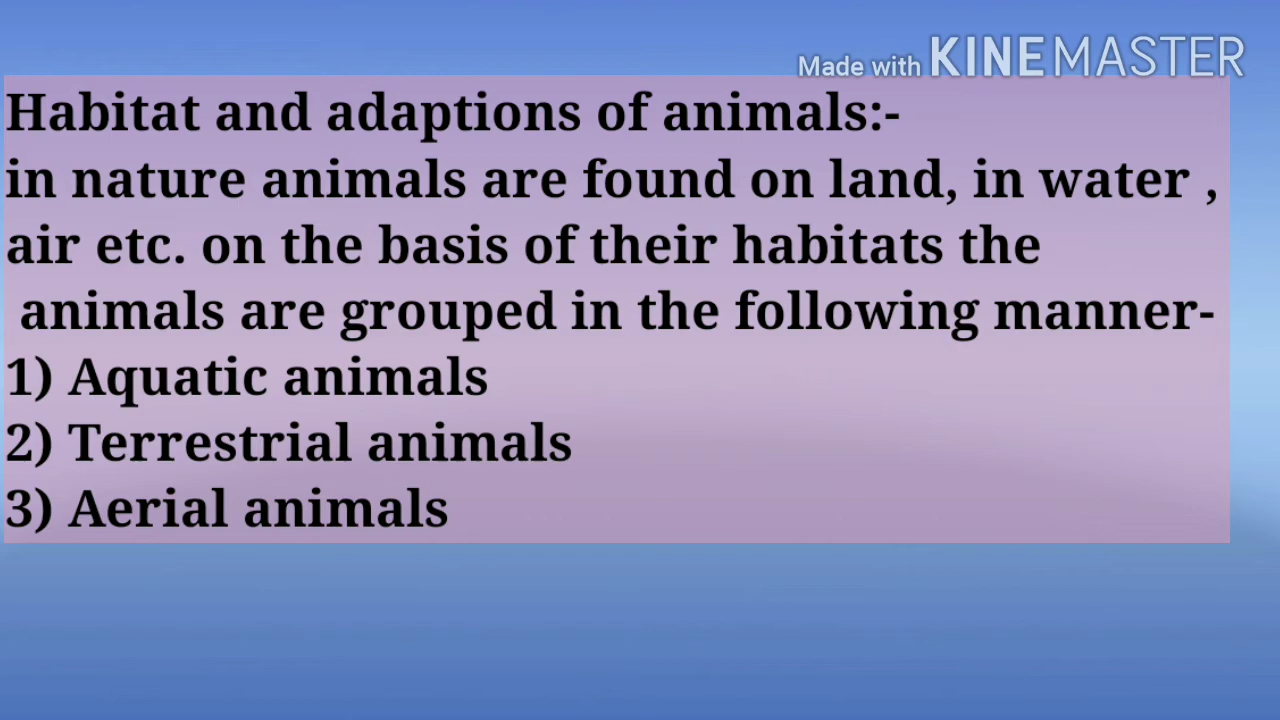 Made with KINEMASTER
Habitat and adaptions of animals:-
in nature animals are found on land, in water ,
air etc. on the basis of their habitats the
animals are grouped in the following manner-
1) Aquatic animals
2) Terrestrial animals
3) Aerial animals